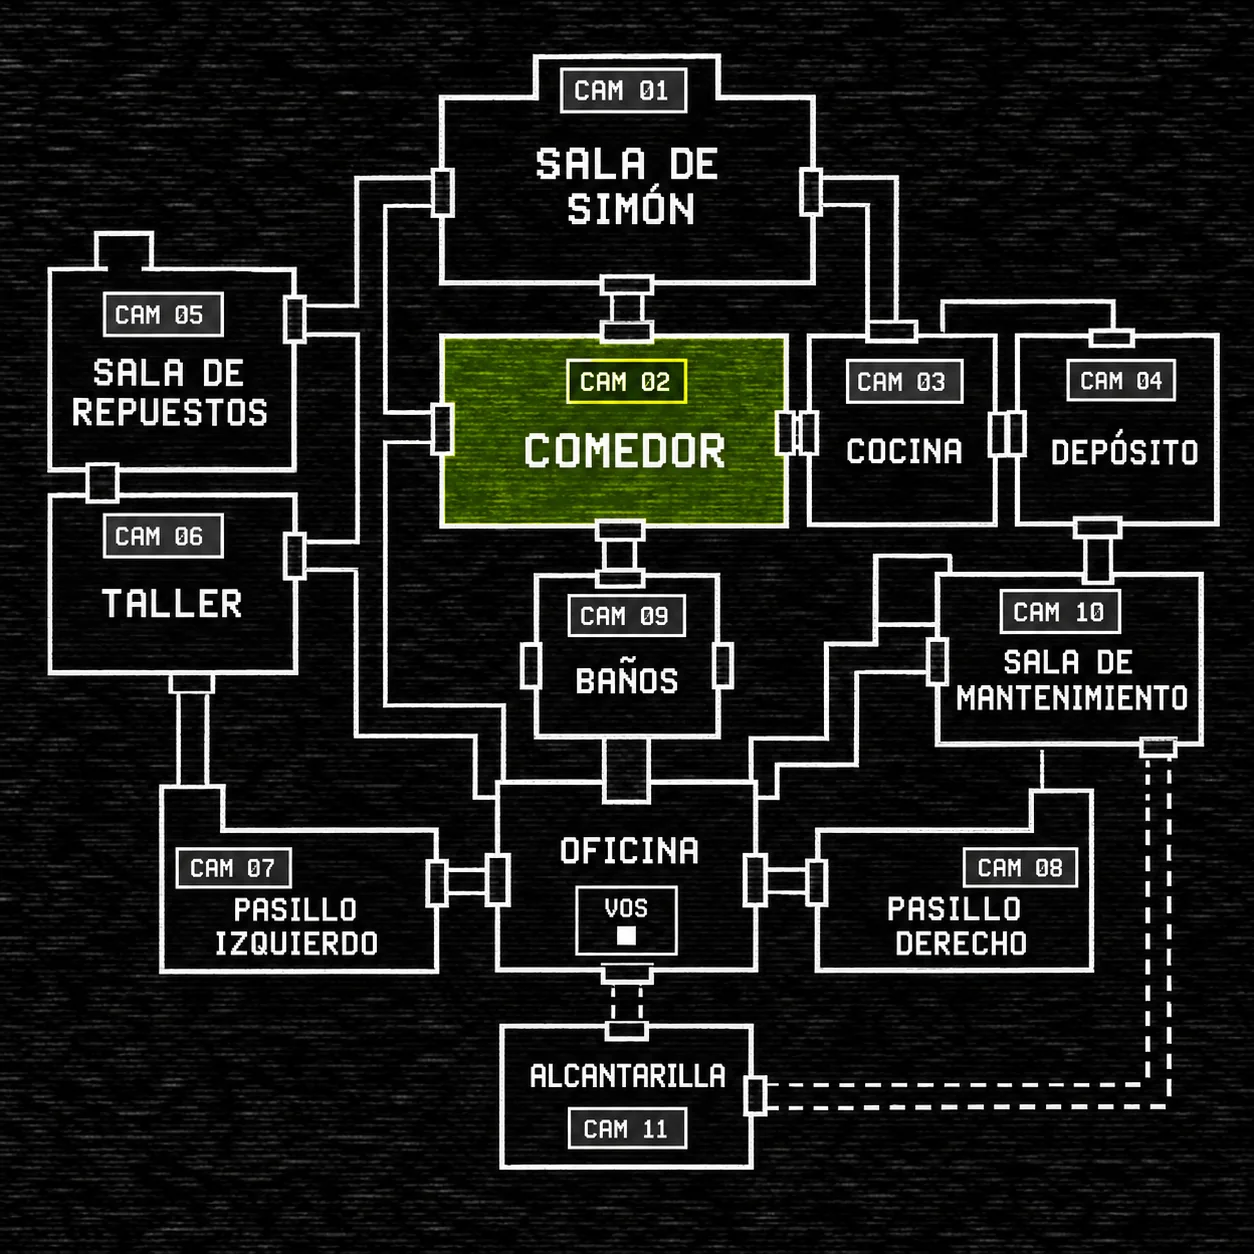 CAM 01
SALA DE
SIMÓN
CAM 05
SALA DE
REPUESTOS
CAM 02
COMEDOR
CAM 03
COCINA
CAM 04
DEPÓSITO
CAM 06
TALLER
CAM 09
BAÑOS
CAM 10
SALA DE
MANTENIMIENTO
CAM 07
PASILLO
IZQUIERDO
OFICINA
VOS
CAM 08
PASILLO
DERECHO
ALCANTARILLA
CAM 11